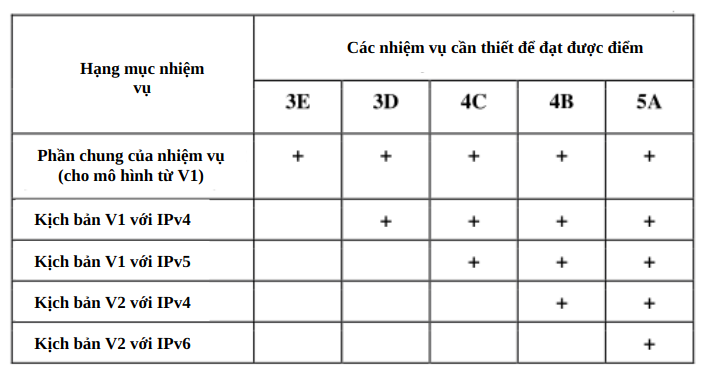 Hạng mục nhiệm
vụ
Các nhiệm vụ cần thiết để đạt được điểm
3E 3D 4C 4B 5A
Phần chung của nhiệm vụ
(cho mô hình từ V1)
+ + + + +
Kịch bản V1 với IPv4
+ + + +
Kịch bản V1 với IPv5
+ + +
Kịch bản V2 với IPv4
+ +
Kịch bản V2 với IPv6
+